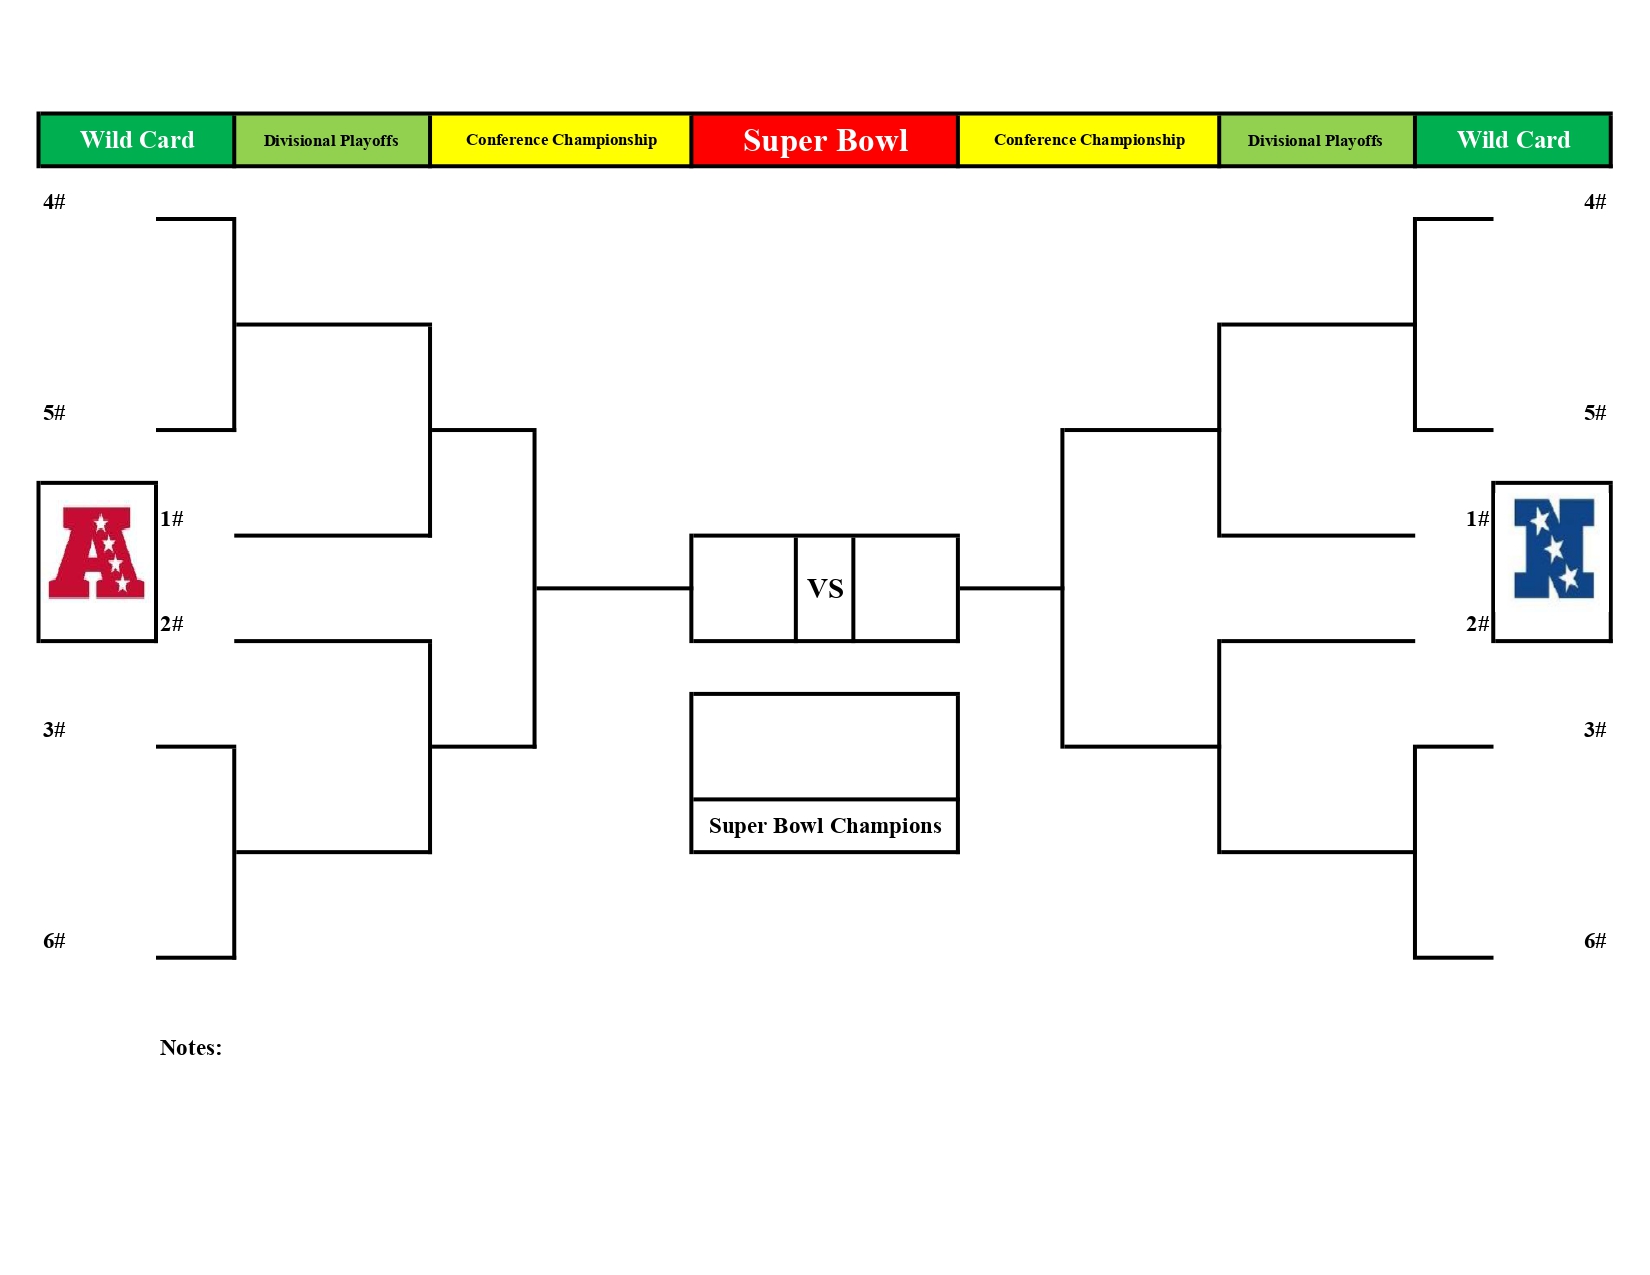 Wild Card Divisional Playoffs Conference Championship Super Bowl Conference Championship Divisional Playoffs Wild Card
4# 4#
5# 5#
A 1# 1# N
2# 2#
VS
3# 3#
Super Bowl Champions
6# 6#
Notes: